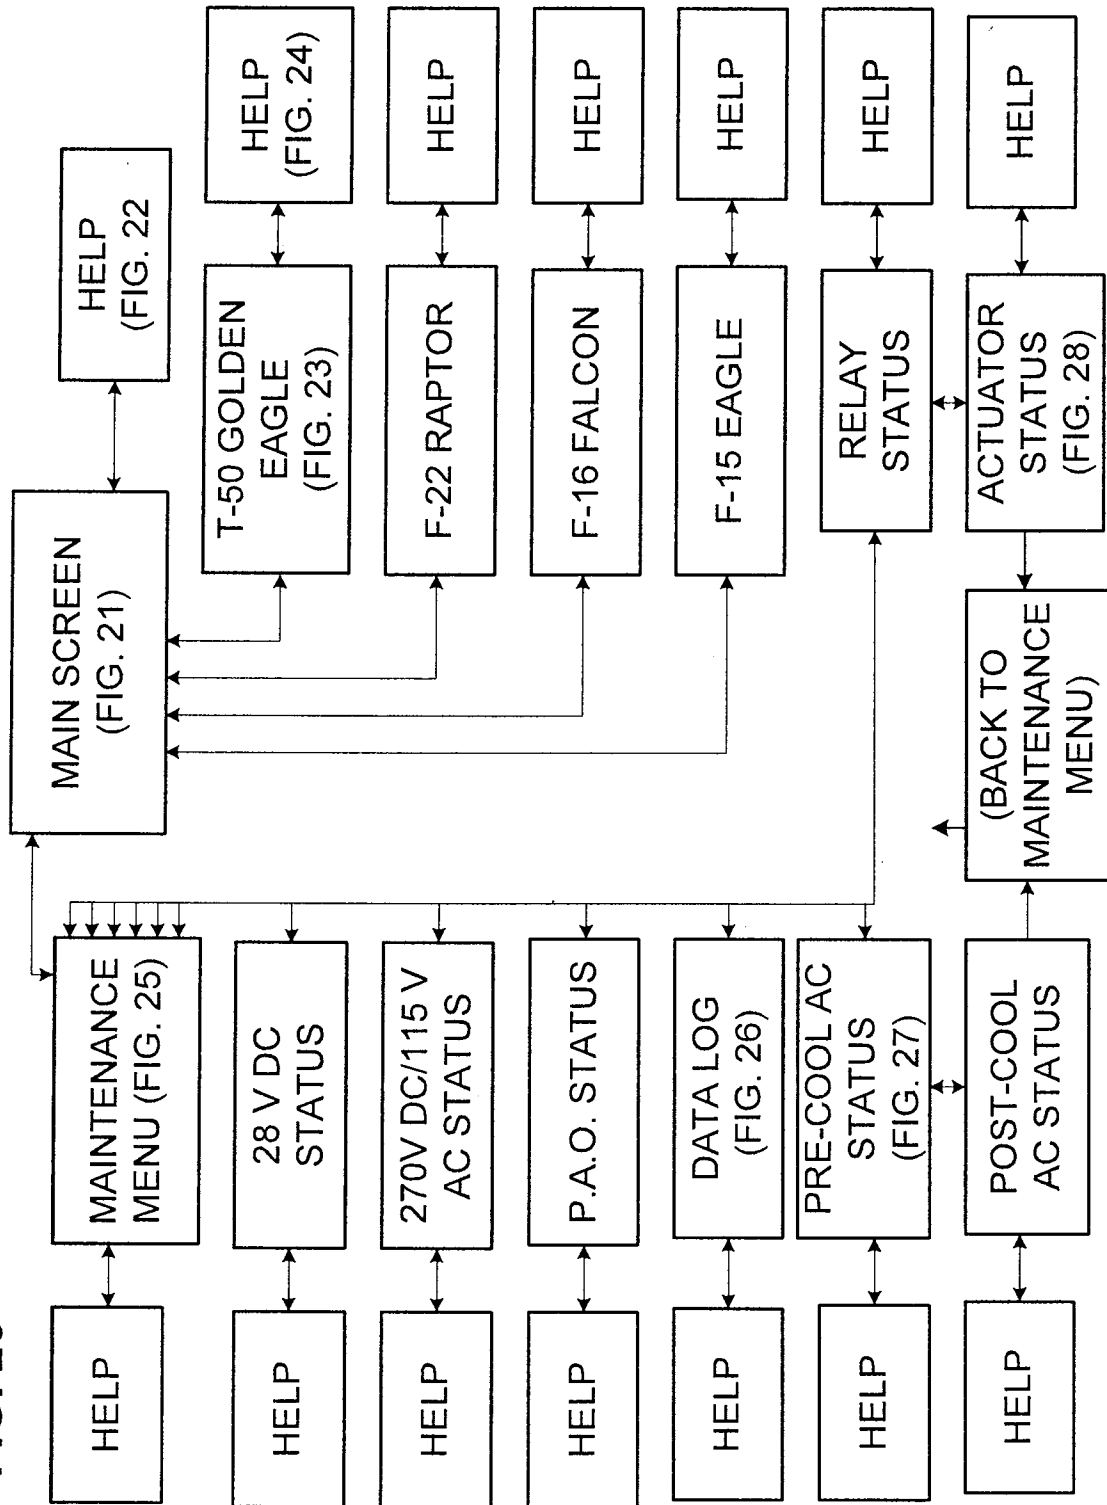 MAIN SCREEN
(FIG. 21)
HELP
(FIG. 22
HELP
MAINTENANCE
MENU (FIG. 25)
T-50 GOLDEN
EAGLE
(FIG. 23)
HELP
(FIG. 24)
HELP
28 V DC
STATUS
F-22 RAPTOR
HELP
HELP
270V DC/115 V
AC STATUS
F-16 FALCON
HELP
HELP
P.A.O. STATUS
F-15 EAGLE
HELP
HELP
DATA LOG
(FIG. 26)
RELAY
STATUS
HELP
HELP
PRE-COOL AC
STATUS
(FIG. 27)
ACTUATOR
STATUS
(FIG. 28)
HELP
HELP
POST-COOL
AC STATUS
(BACK TO
MAINTENANCE
MENU)